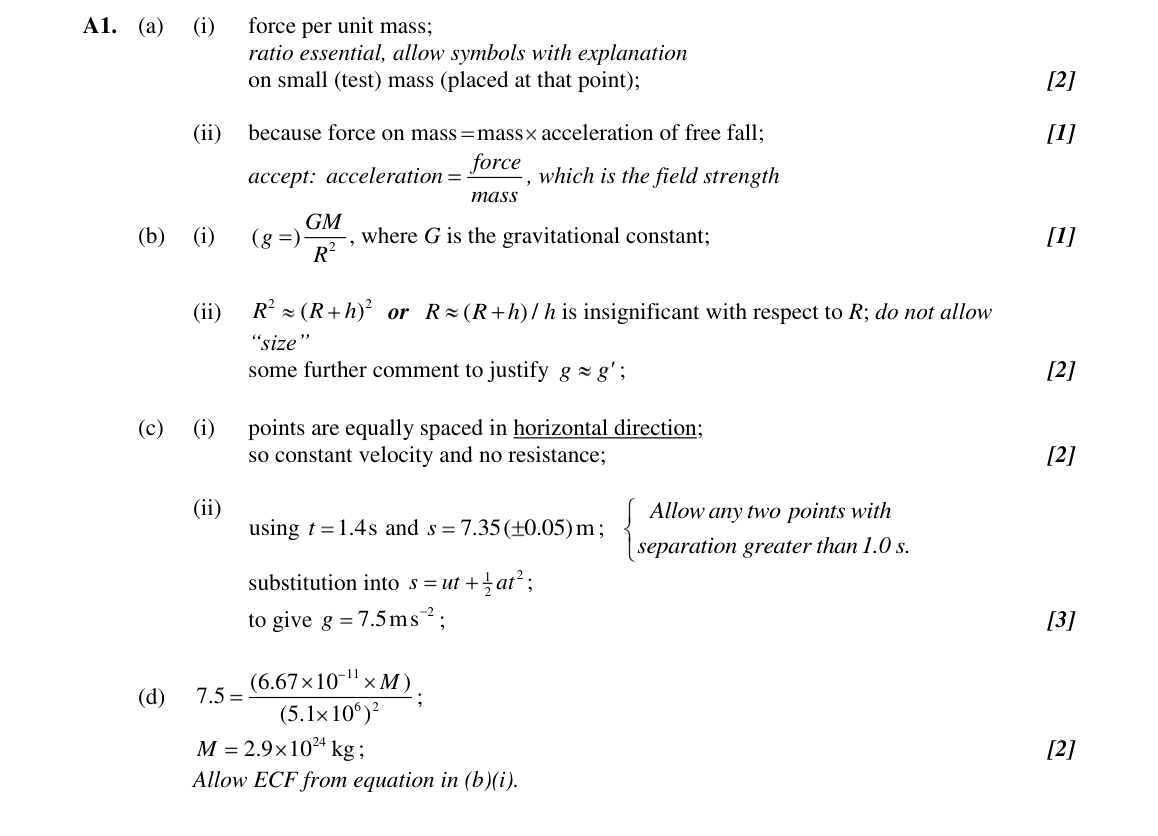 A1. (a) (i) force per unit mass;
ratio essential, allow symbols with explanation
on small (test) mass (placed at that point); [2]
(ii) because force on mass = mass × acceleration of free fall; [1]
accept: acceleration = force/mass, which is the field strength
(b) (i) (g =) GM/R², where G is the gravitational constant; [1]
(ii) R² ≈ (R + h)² or R ≈ (R + h) / h is insignificant with respect to R; do not allow
“size”
some further comment to justify g ≈ g′; [2]
(c) (i) points are equally spaced in horizontal direction;
so constant velocity and no resistance; [2]
(ii) using t = 1.4 s and s = 7.35 (±0.05) m; { Allow any two points with
separation greater than 1.0 s.
substitution into s = ut + ½at²;
to give g = 7.5 m s⁻²; [3]
(d) 7.5 = (6.67×10⁻¹¹ × M)/(5.1×10⁶)²;
M = 2.9×10²⁴ kg; [2]
Allow ECF from equation in (b)(i).